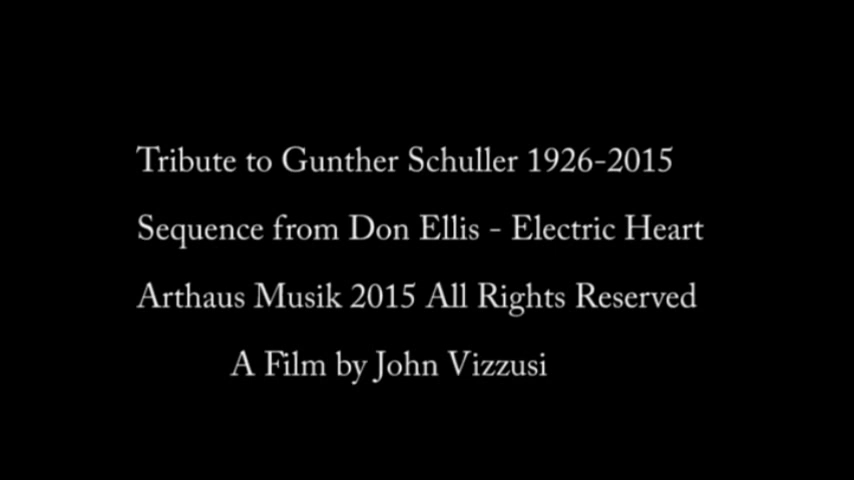 Tribute to Gunther Schuller 1926-2015
Sequence from Don Ellis - Electric Heart
Arthaus Musik 2015 All Rights Reserved
A Film by John Vizzusi